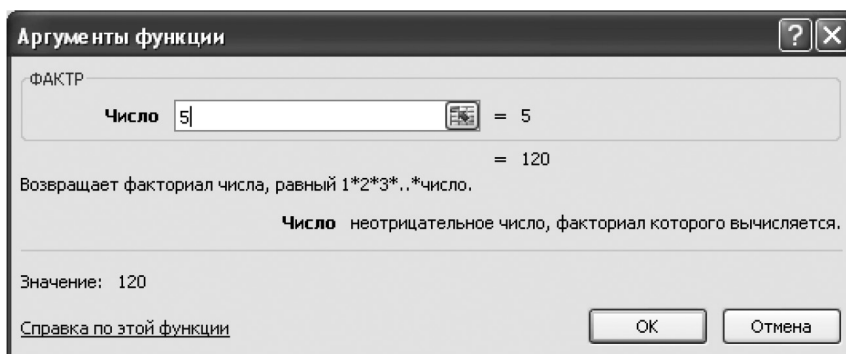 Аргументы функции
ФАКТР
Число 5 = 5
= 120
Возвращает факториал числа, равный 1*2*3*..*число.
Число неотрицательное число, факториал которого вычисляется.
Значение: 120
Справка по этой функции ОК Отмена